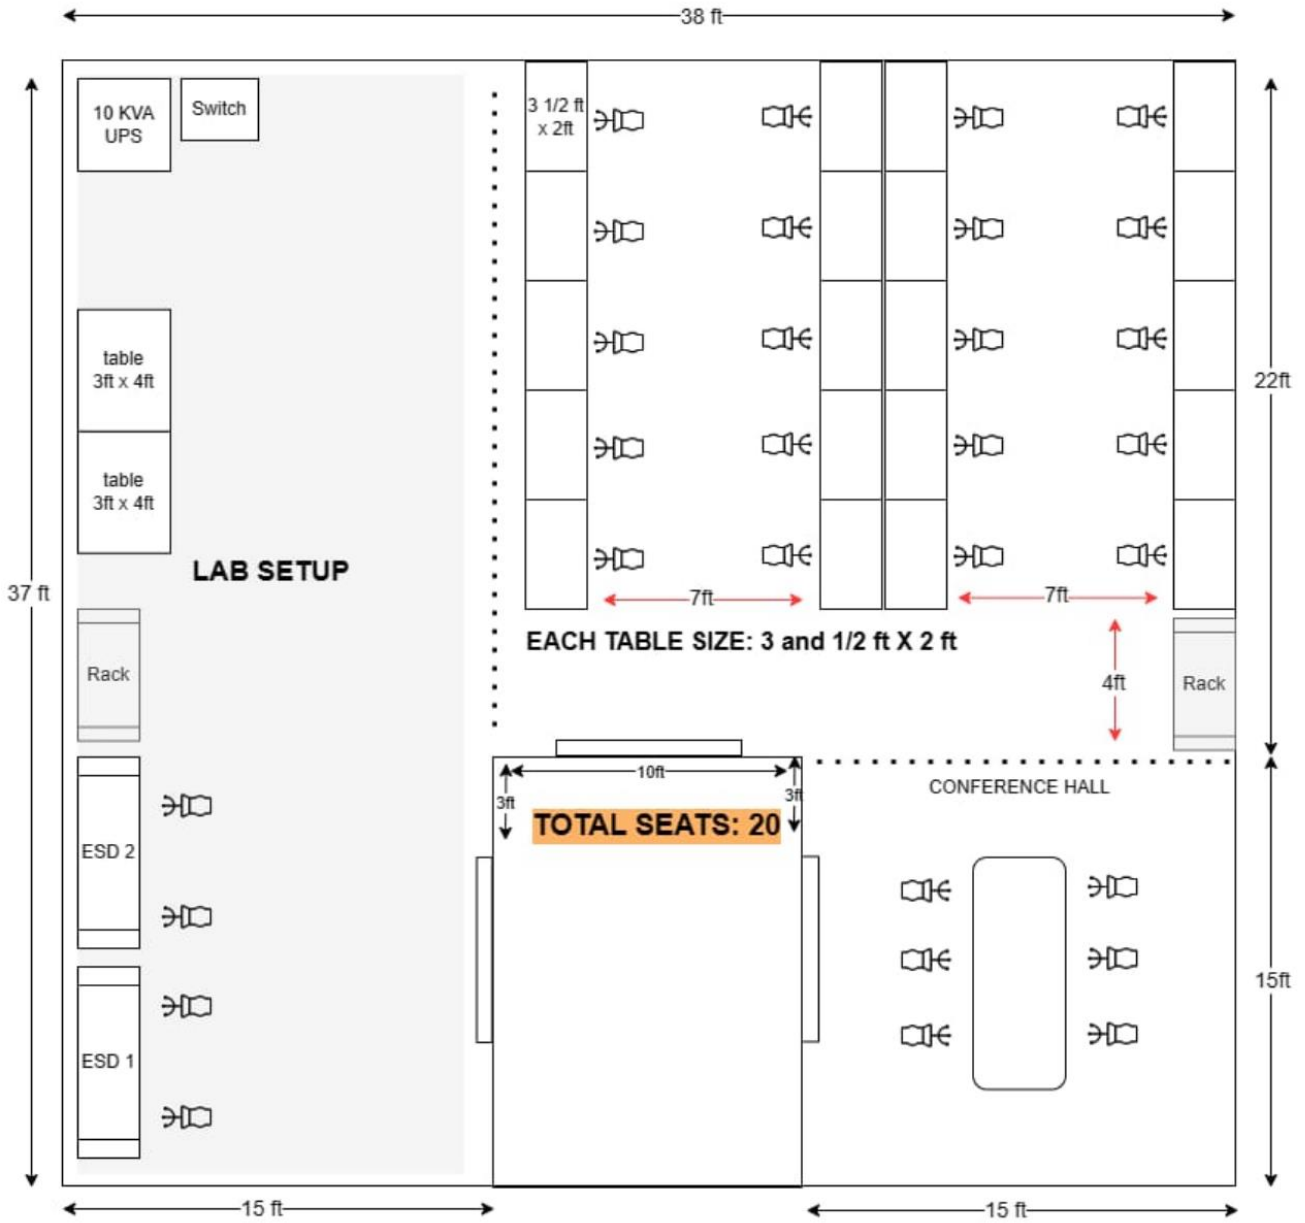 38 ft
10 KVA
UPS
Switch
3 1/2 ft
x 2ft
table
3ft x 4ft
22ft
table
3ft x 4ft
LAB SETUP
37 ft
7ft
7ft
EACH TABLE SIZE: 3 and 1/2 ft X 2 ft
Rack
4ft
Rack
10ft
CONFERENCE HALL
3ft
3ft
TOTAL SEATS: 20
ESD 2
15ft
ESD 1
15 ft
15 ft